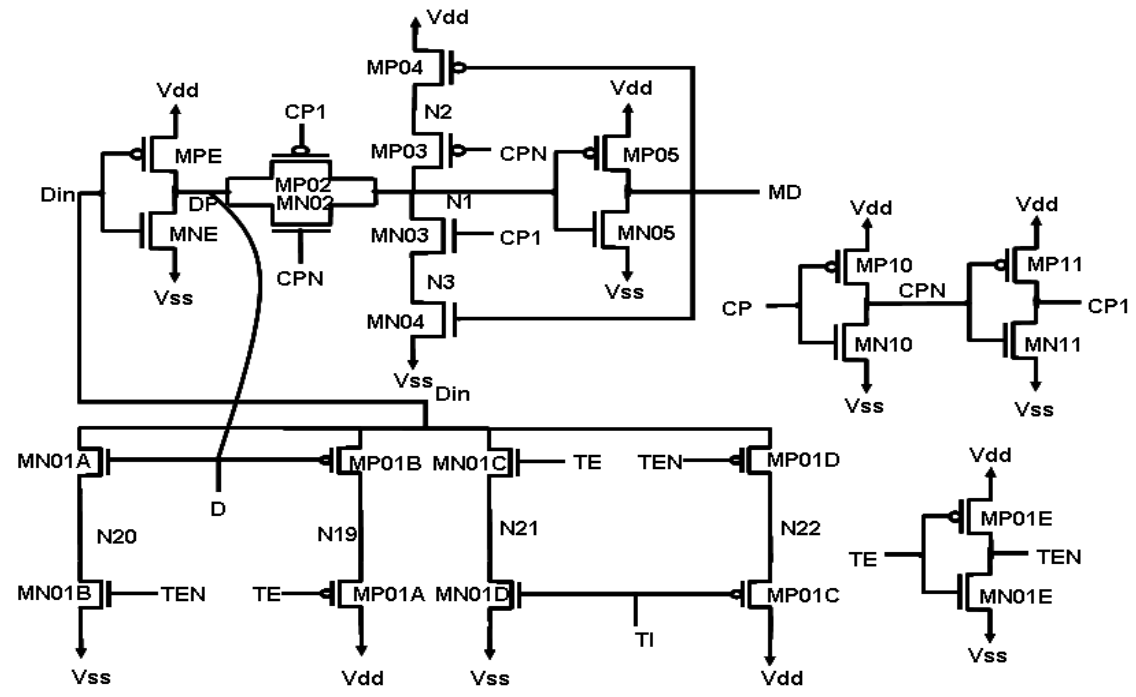 Vdd
MP04
Vdd
CP1
N2
Vdd
MPE
MP03
CPN
MP05
Din
DP
MP02
MN02
N1
MD
MNE
MN03
CP1
MN05
Vdd
Vdd
Vss
CPN
N3
Vss
MP10
MP11
CPN
CP
CP1
MN04
MN10
MN11
Vss
Din
Vss
Vss
MN01A
MP01B
MN01C
TE
TEN
MP01D
Vdd
D
N20
N19
N21
N22
MP01E
TE
TEN
MN01B
TEN
TE
MP01A
MN01D
MP01C
MN01E
TI
Vss
Vss
Vdd
Vss
Vdd